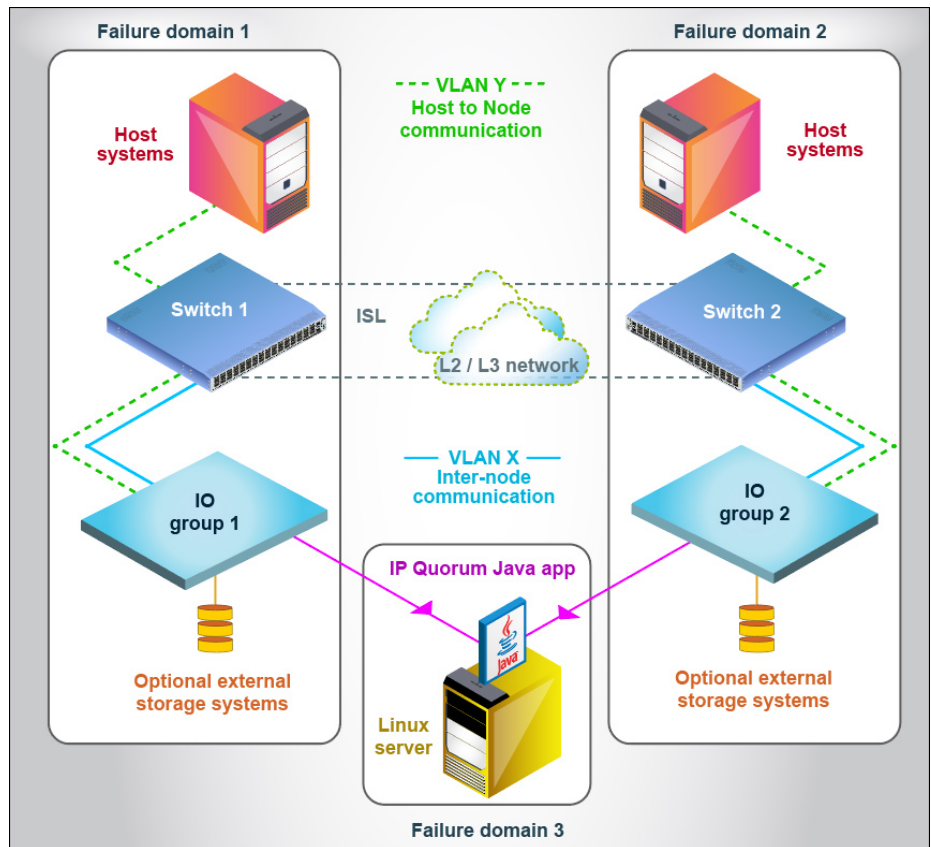 Failure domain 1
Failure domain 2
VLAN Y
Host to Node
communication
Host
systems
Host
systems
Switch 1
Switch 2
ISL
L2 / L3 network
VLAN X
Inter-node
communication
IO
group 1
IO
group 2
IP Quorum Java app
Java
Optional external
storage systems
Optional external
storage systems
Linux
server
Failure domain 3